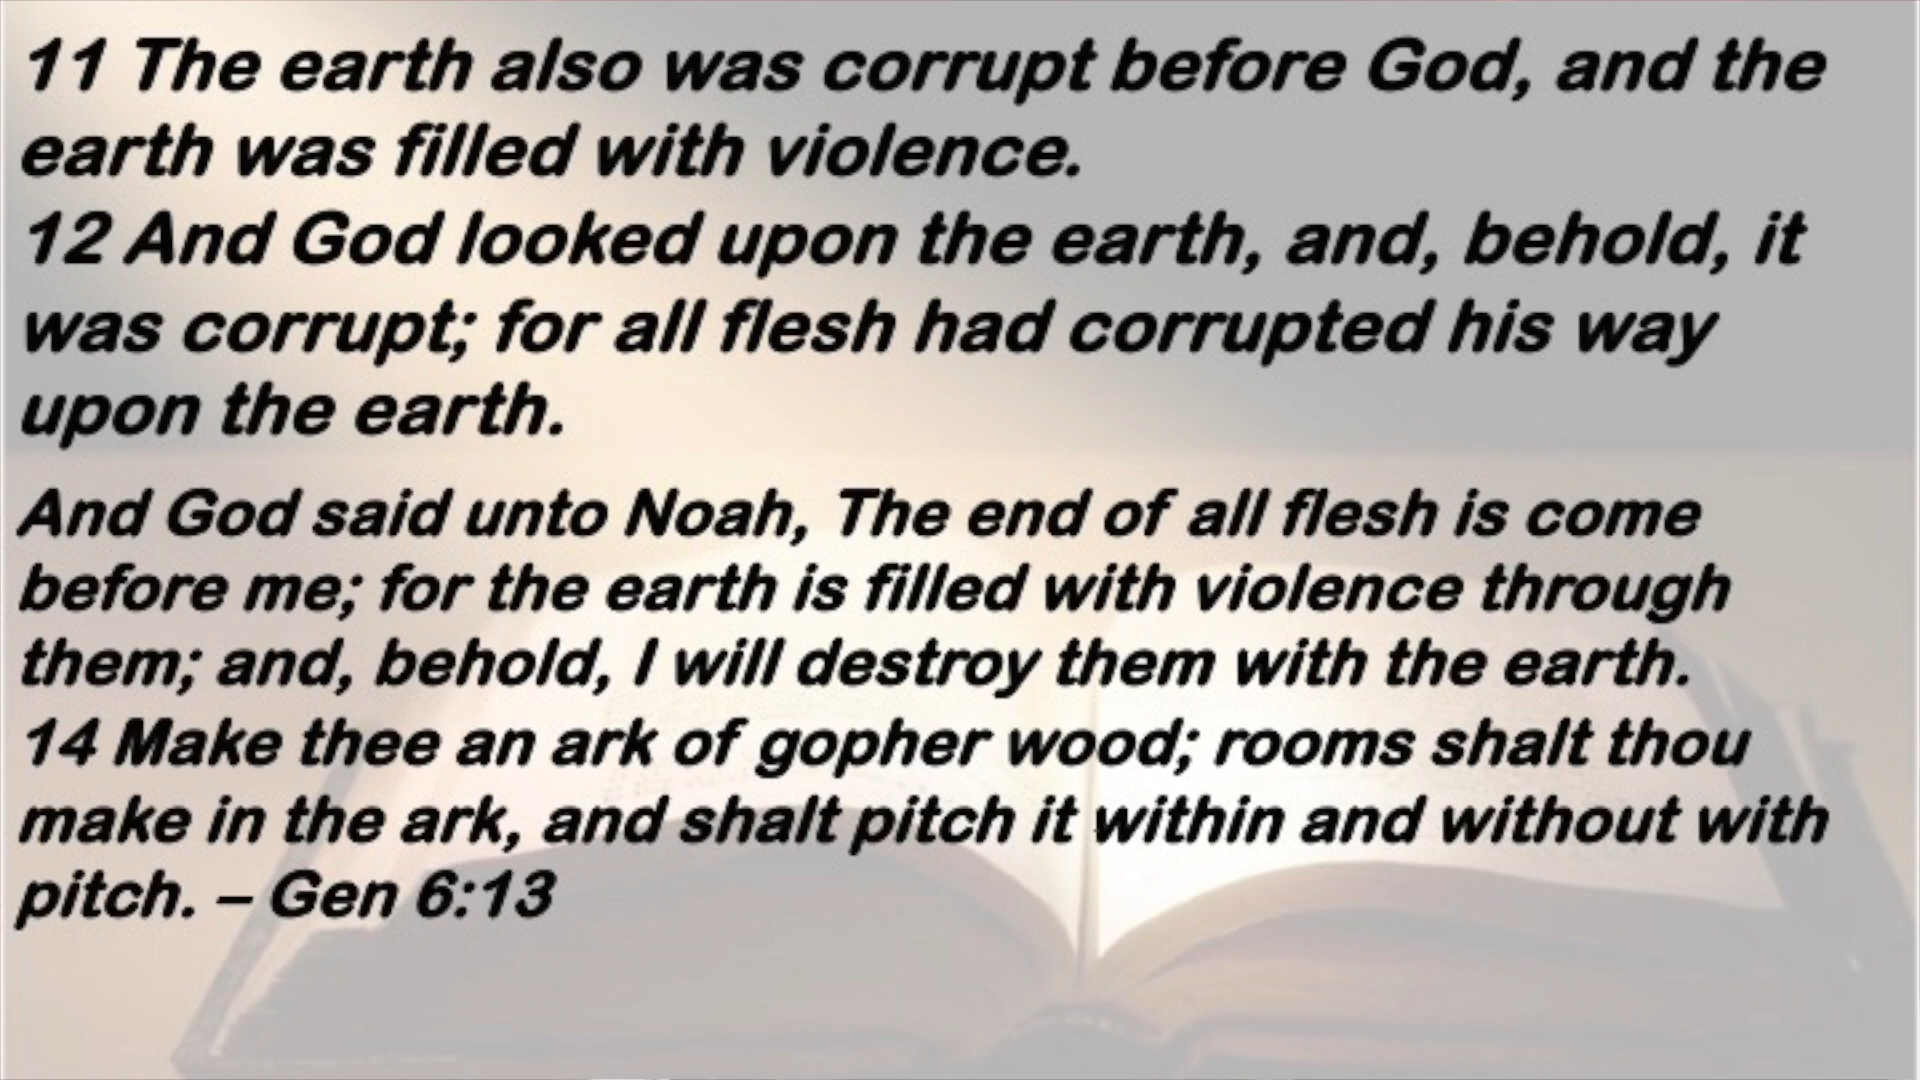 11 The earth also was corrupt before God, and the
earth was filled with violence.
12 And God looked upon the earth, and, behold, it
was corrupt; for all flesh had corrupted his way
upon the earth.
And God said unto Noah, The end of all flesh is come
before me; for the earth is filled with violence through
them; and, behold, I will destroy them with the earth.
14 Make thee an ark of gopher wood; rooms shalt thou
make in the ark, and shalt pitch it within and without with
pitch. – Gen 6:13